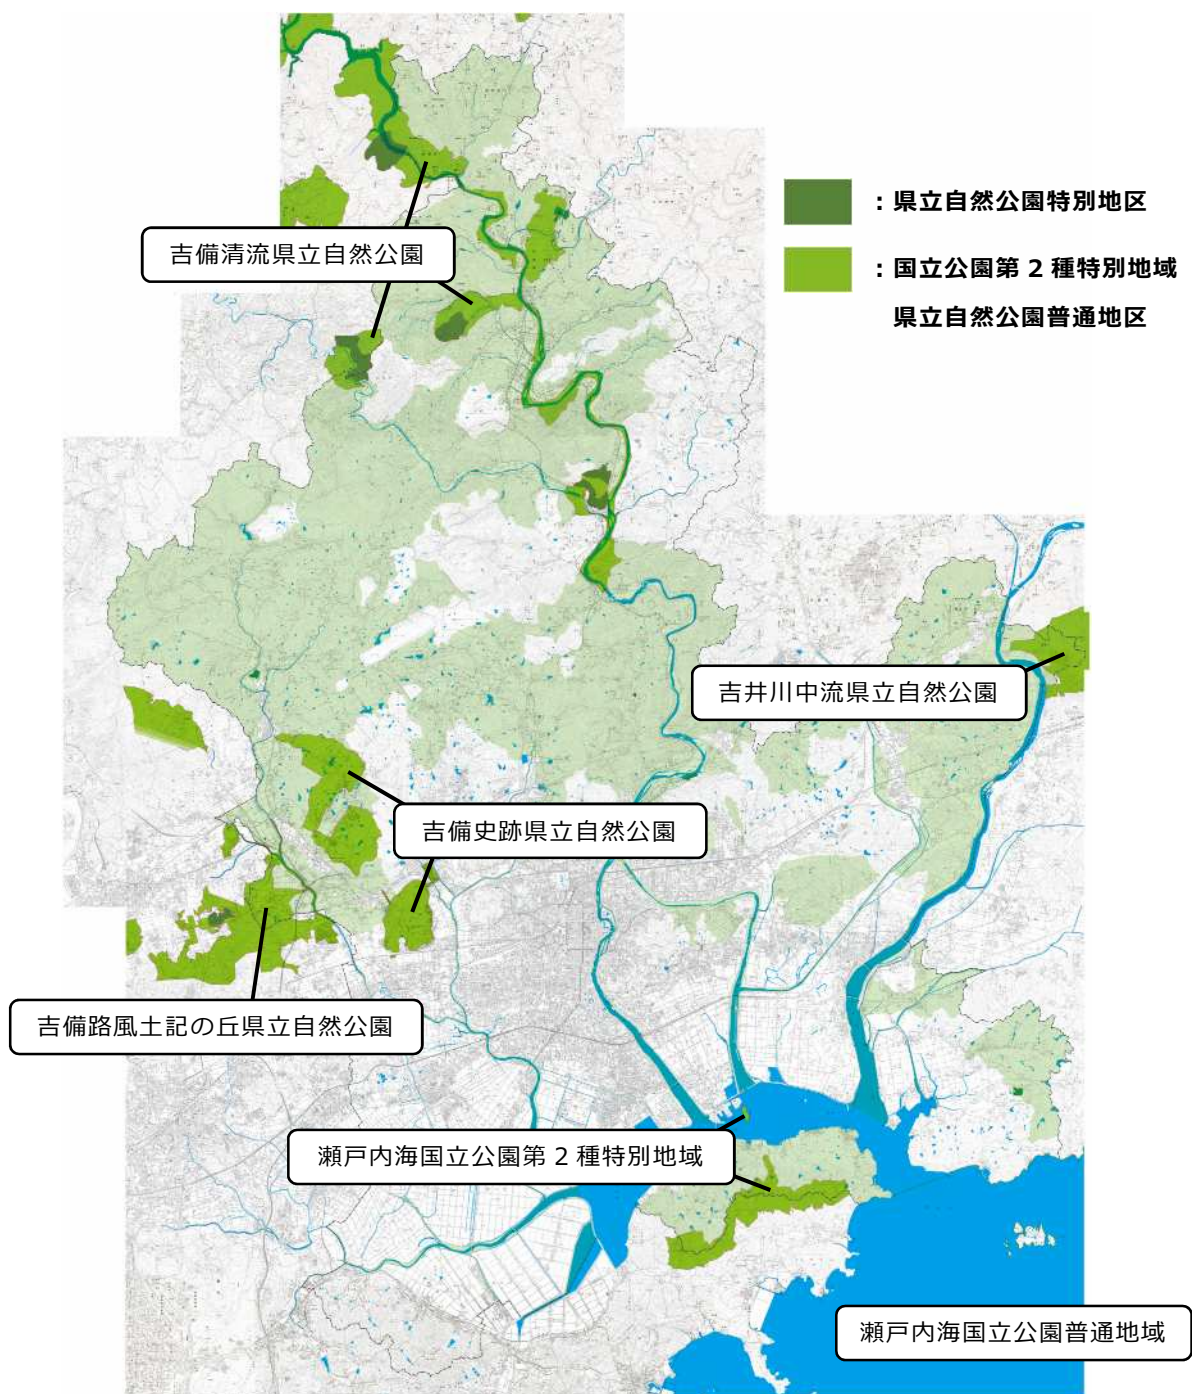 ：県立自然公園特別地区
：国立公園第２種特別地域
県立自然公園普通地区
吉備清流県立自然公園
吉井川中流県立自然公園
吉備史跡県立自然公園
吉備路風土記の丘県立自然公園
瀬戸内海国立公園第２種特別地域
瀬戸内海国立公園普通地域